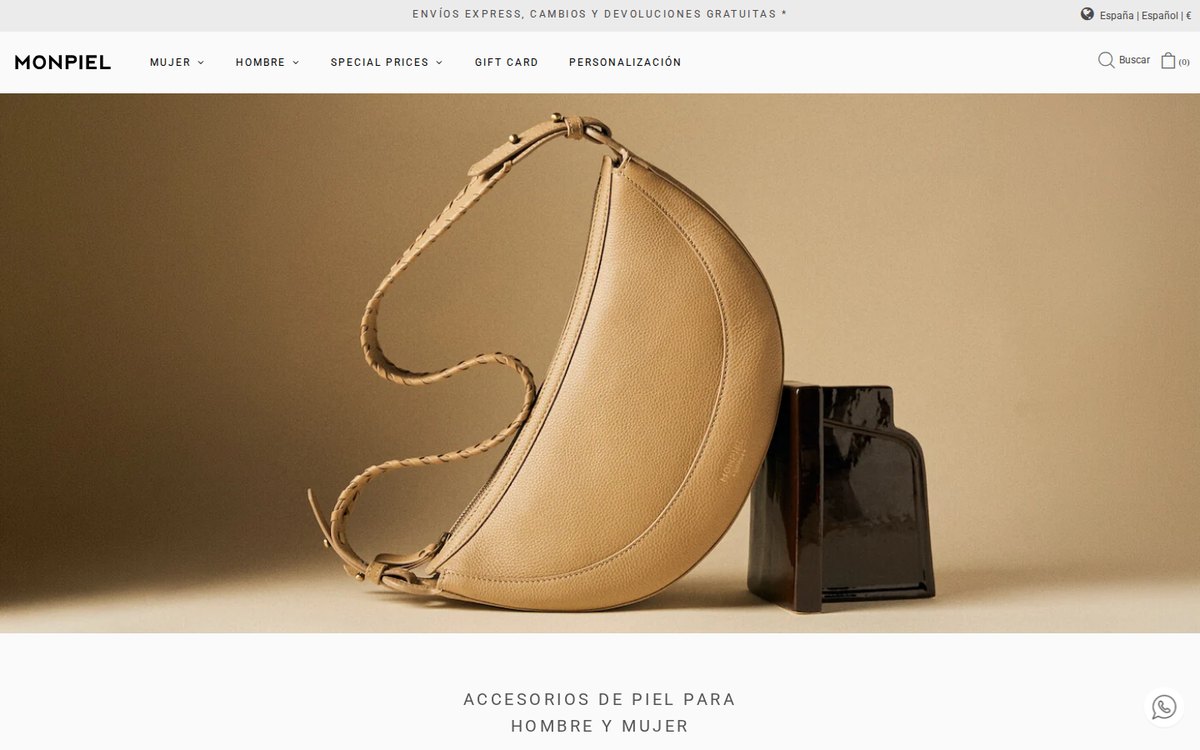 ENVÍOS EXPRESS, CAMBIOS Y DEVOLUCIONES GRATUITAS *
España | Español | €
MONPIEL
MUJER
HOMBRE
SPECIAL PRICES
GIFT CARD
PERSONALIZACIÓN
Buscar
(0)
MONPIEL
ACCESORIOS DE PIEL PARA
HOMBRE Y MUJER